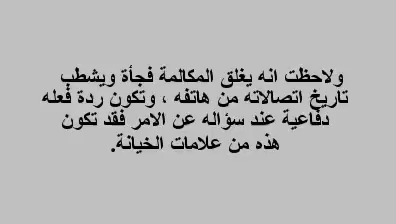 ولاحظت انه يغلق المكالمة فجأة ويشطب
تاريخ اتصالاته من هاتفه ، وتكون ردة فعله
دفاعية عند سؤاله عن الامر فقد تكون
هذه من علامات الخيانة.